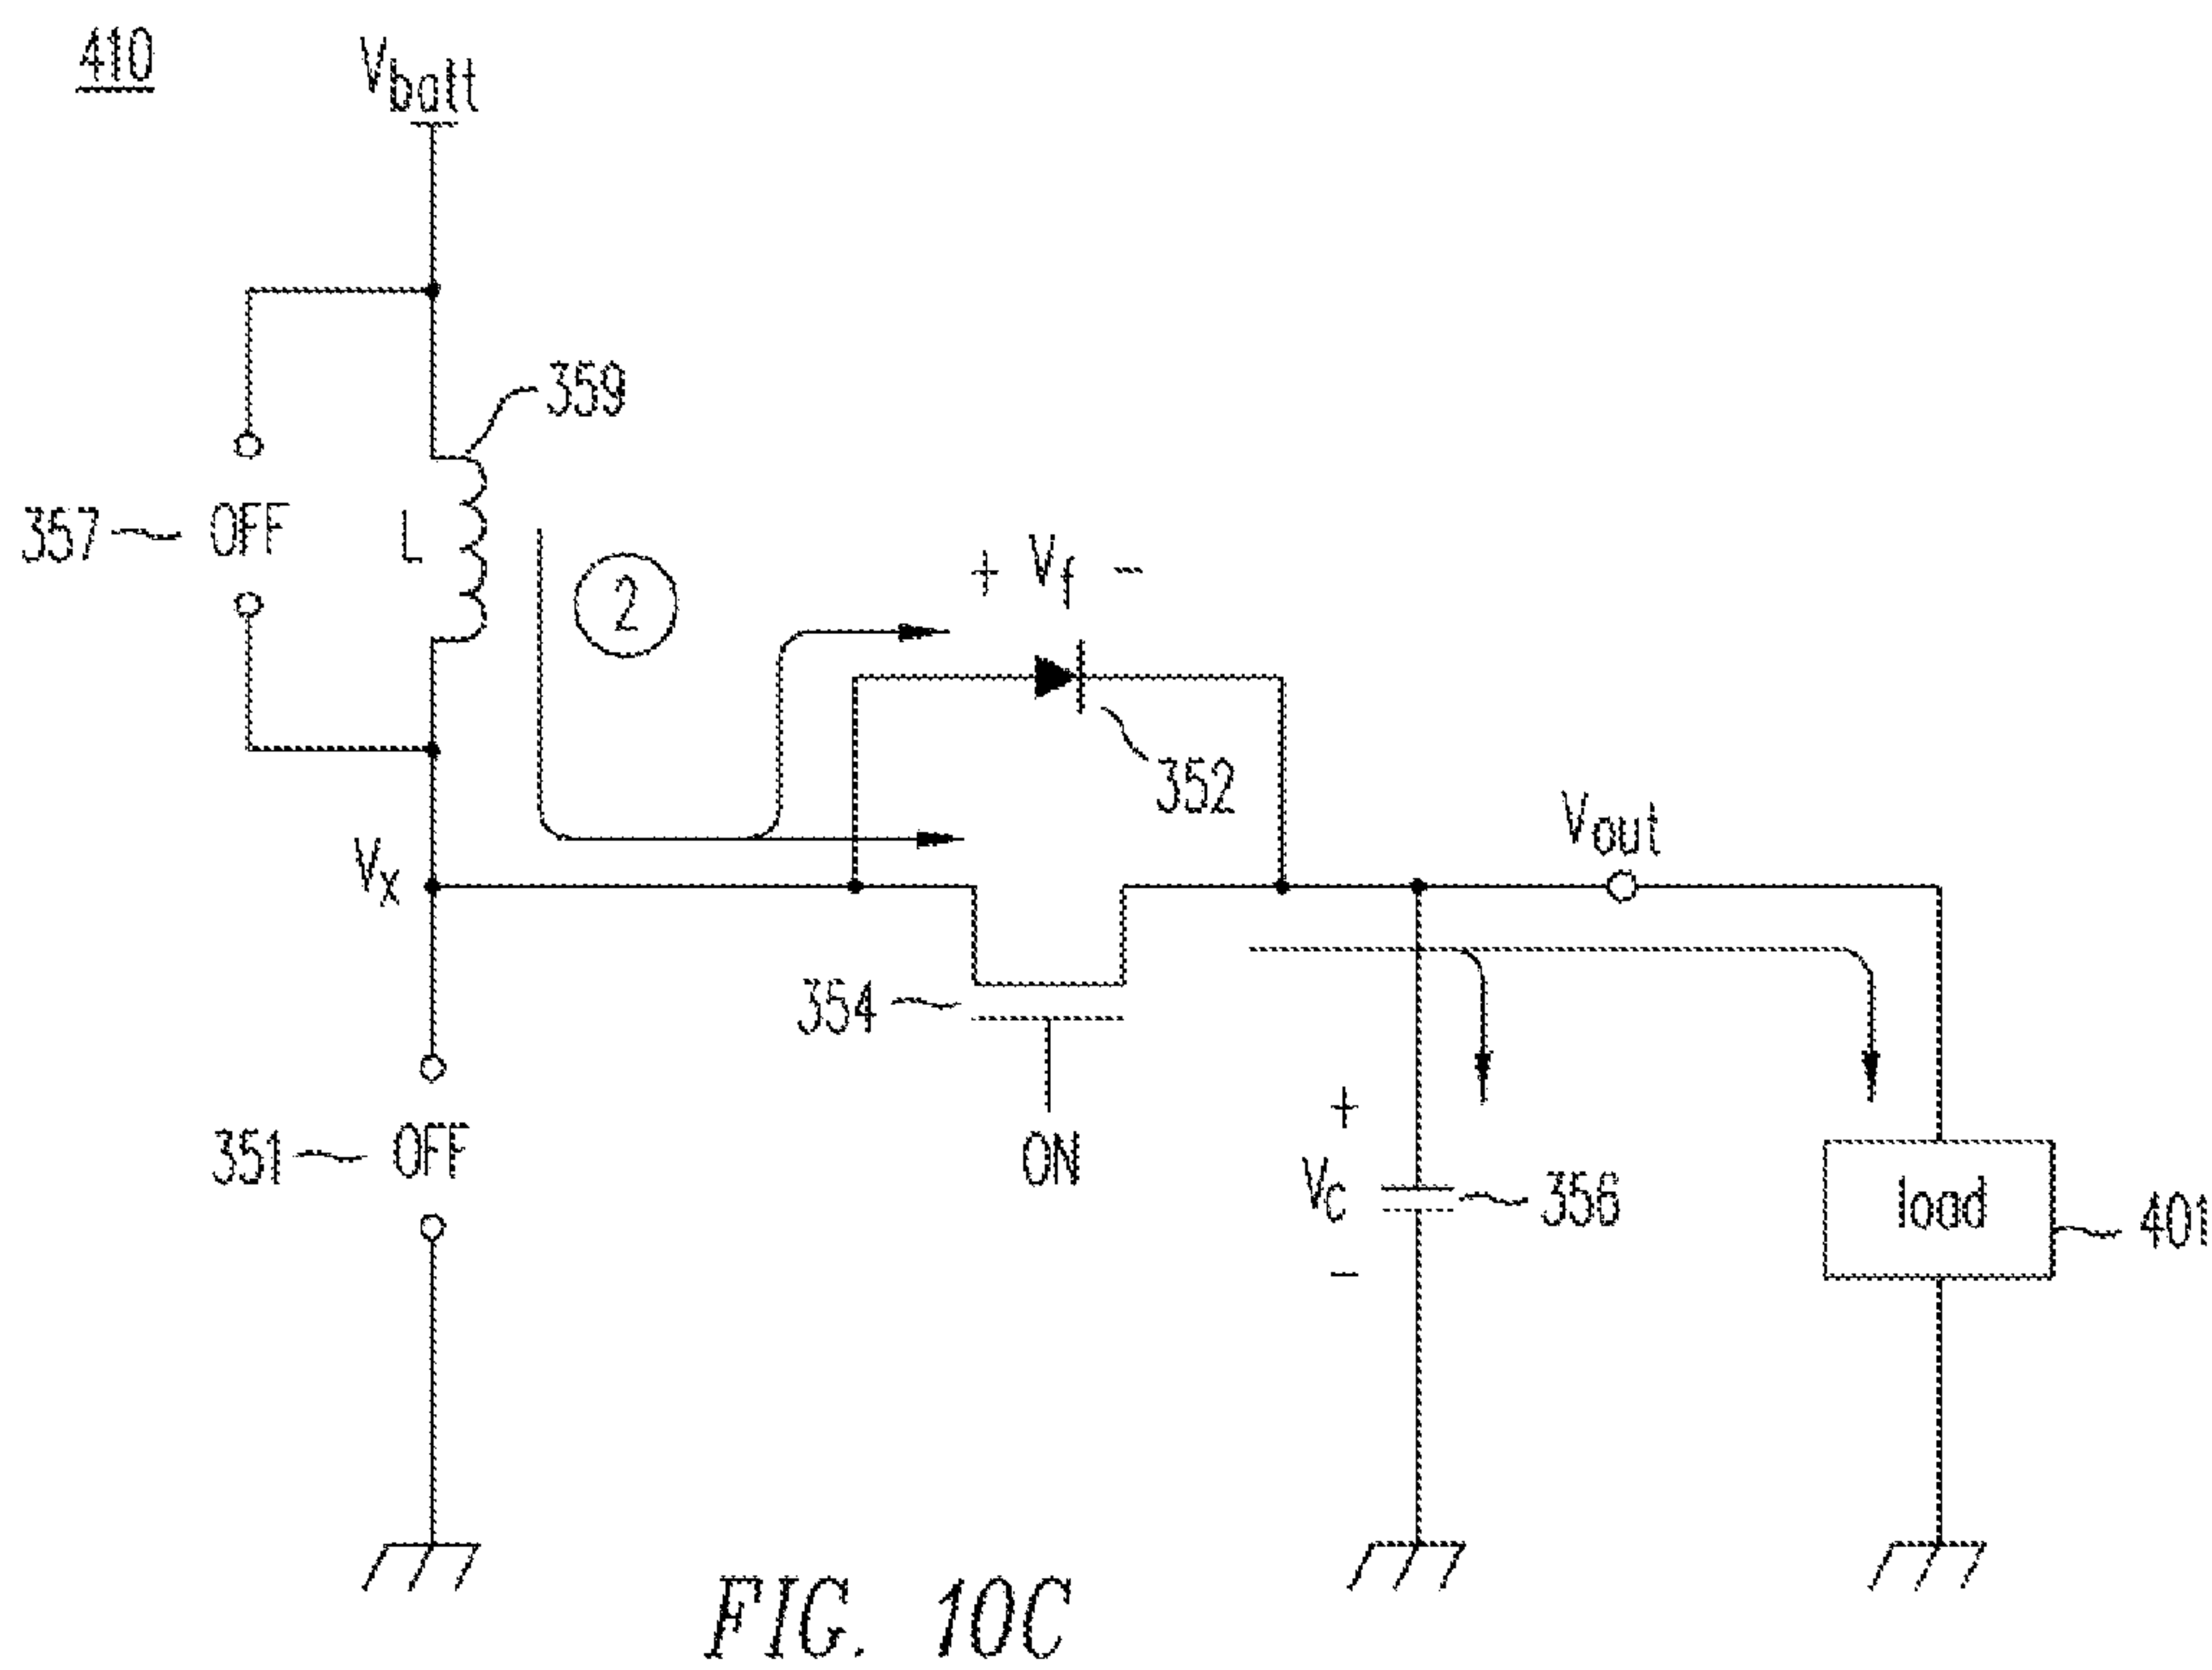 410
Vbatt
359
357
OFF
L
2
+ Vf -
352
Vx
Vout
354
351
OFF
ON
+
Vc
-
356
load
401
FIG. 10C